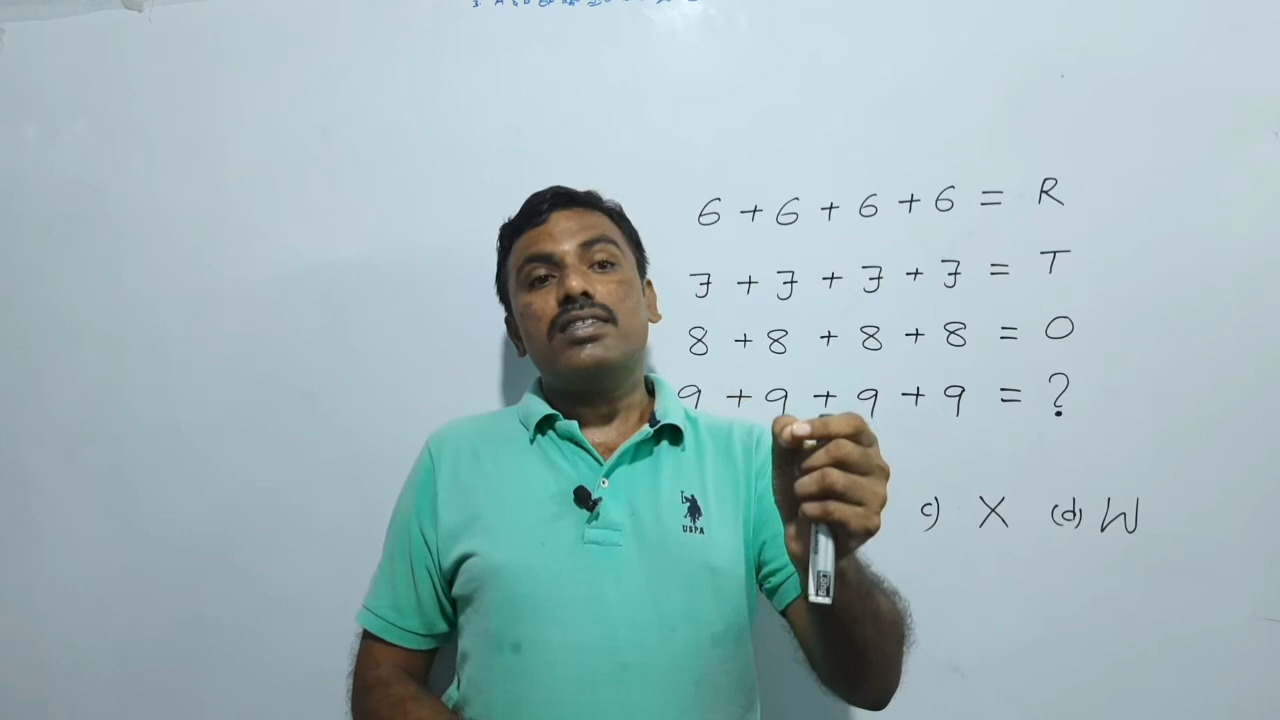 6 + 6 + 6 + 6 = R
7 + 7 + 7 + 7 = T
8 + 8 + 8 + 8 = O
9 + 9 + 9 + 9 = ?
c) X (d) W
USPA